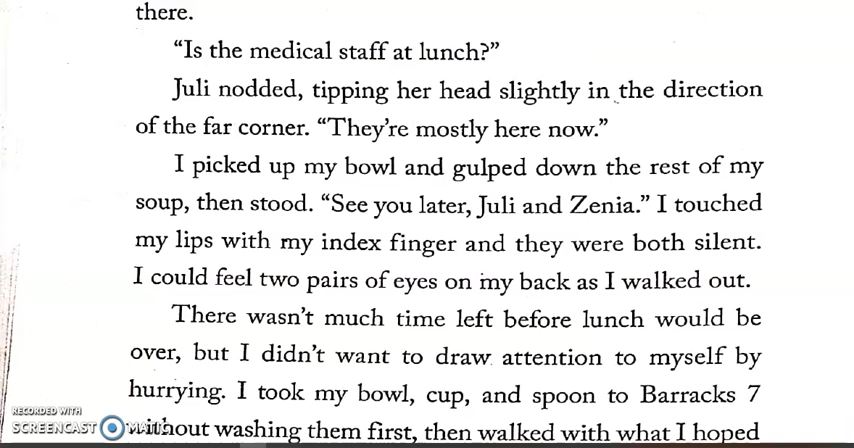 there.
“Is the medical staff at lunch?”
Juli nodded, tipping her head slightly in the direction
of the far corner. “They’re mostly here now.”
I picked up my bowl and gulped down the rest of my
soup, then stood. “See you later, Juli and Zenia.” I touched
my lips with my index finger and they were both silent.
I could feel two pairs of eyes on my back as I walked out.
There wasn’t much time left before lunch would be
over, but I didn’t want to draw attention to myself by
hurrying. I took my bowl, cup, and spoon to Barracks 7
without washing them first, then walked with what I hoped
RECORDED WITH
SCREENCAST MATIC